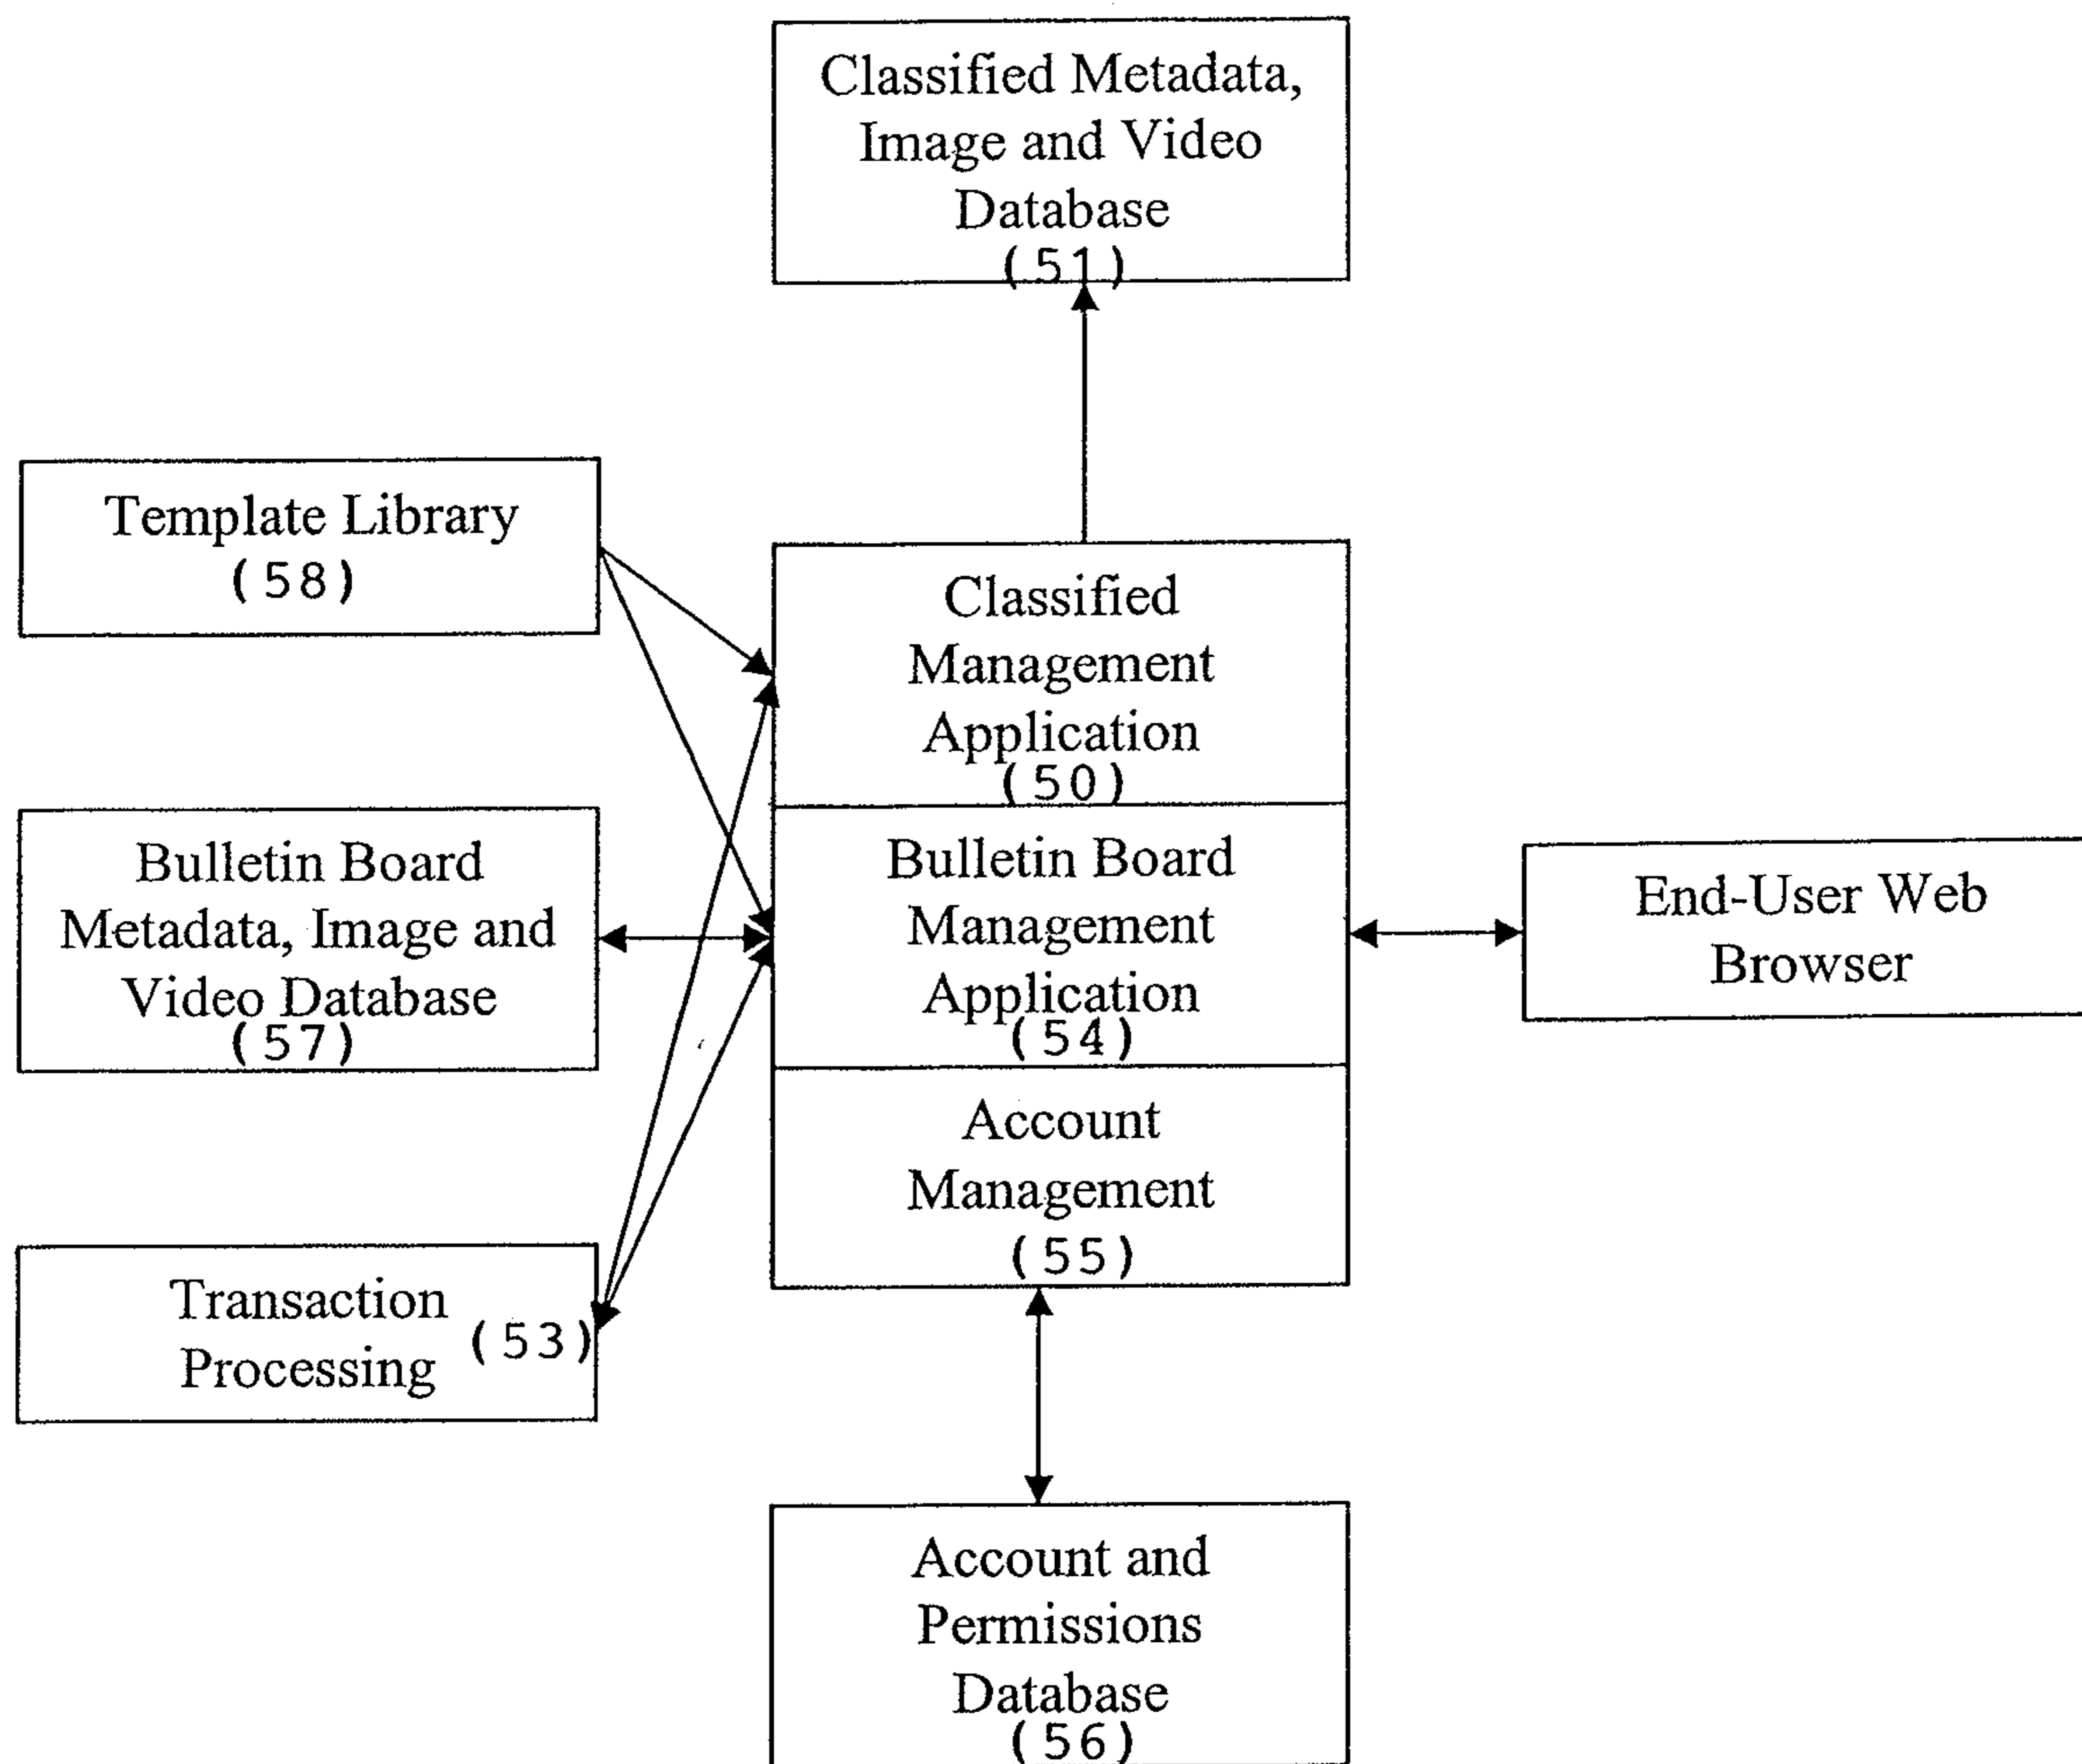 Classified Metadata,
Image and Video
Database
(51)
Template Library
(58)
Classified
Management
Application
(50)
Bulletin Board
Metadata, Image and
Video Database
(57)
Bulletin Board
Management
Application
(54)
End-User Web
Browser
Account
Management
(55)
Transaction
Processing (53)
Account and
Permissions
Database
(56)